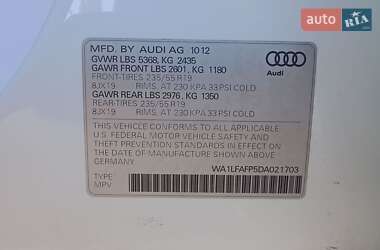 auto RIA.com
MFD. BY AUDI AG 10 12
GVWR LBS 5368, KG 2435
GAWR FRONT LBS 2601, KG 1180
FRONT-TIRES 235/55 R19
8JX19 RIMS, AT 230 KPA 33 PSI COLD
GAWR REAR LBS 2976, KG 1350
REAR-TIRES 235/55 R19
8JX19 RIMS, AT 230 KPA 33 PSI COLD
Audi
THIS VEHICLE CONFORMS TO ALL APPLICABLE
U.S. FEDERAL MOTOR VEHICLE SAFETY, BUMPER AND
THEFT PREVENTION STANDARDS IN EFFECT ON
THE DATE OF MANUFACTURE SHOWN ABOVE
GERMANY
WA1LFAFP5DA021703
TYPE
MPV